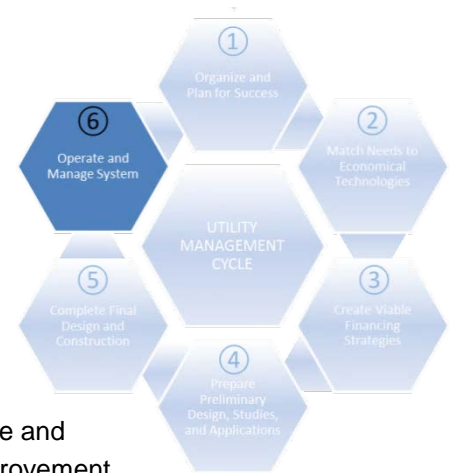 ①
Organize and
Plan for Success
②
Match Needs to
Economical
Technologies
③
Create Viable
Financing
Strategies
④
Prepare
Preliminary
Design, Studies,
and Applications
⑤
Complete Final
Design and
Construction
⑥
Operate and
Manage System
UTILITY
MANAGEMENT
CYCLE
e and
rovement